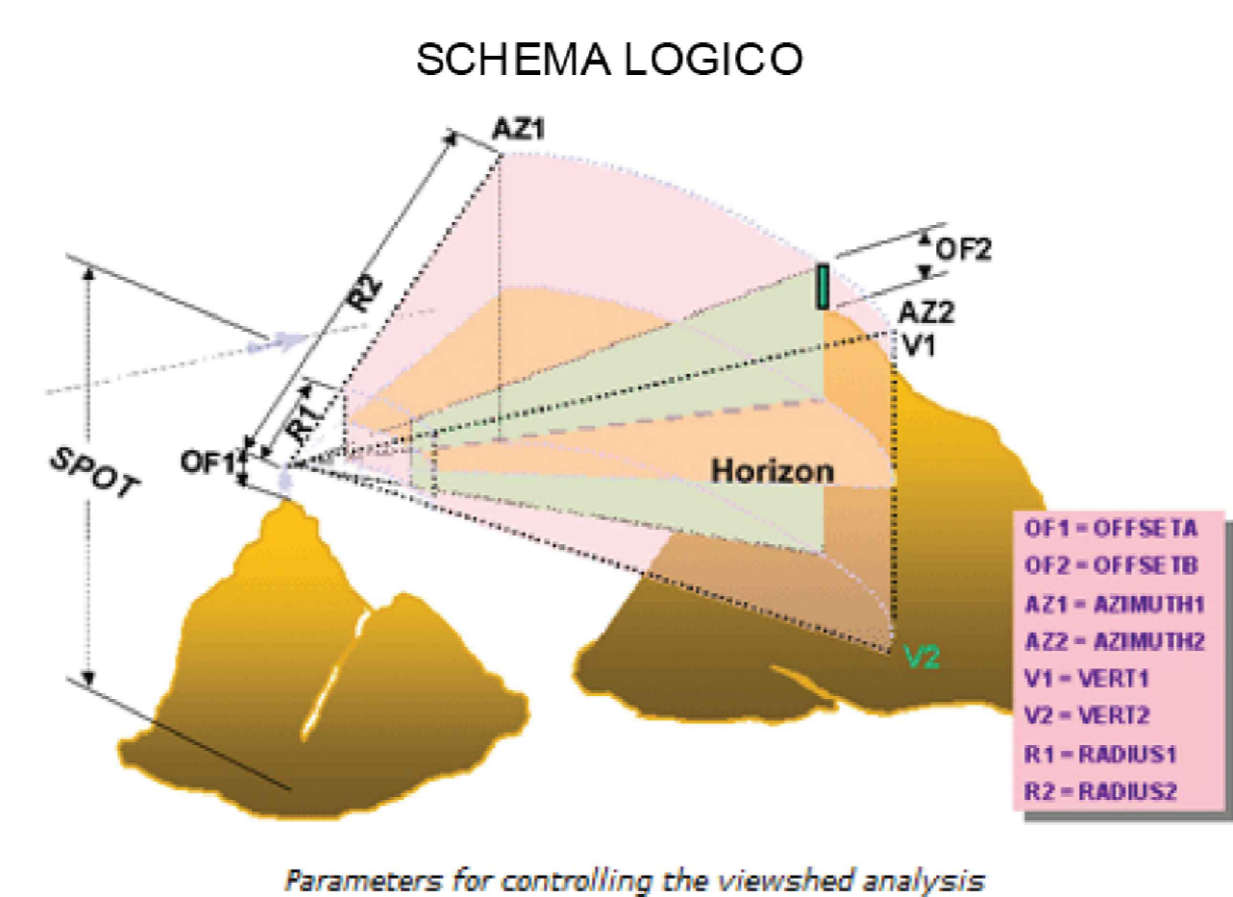 SCHEMA LOGICO
AZ1
R2
OF2
AZ2
V1
R1
OF1
SPOT
Horizon
V2
OF1 = OFFSETA
OF2 = OFFSETB
AZ1 = AZIMUTH1
AZ2 = AZIMUTH2
V1 = VERT1
V2 = VERT2
R1 = RADIUS1
R2 = RADIUS2
Parameters for controlling the viewshed analysis